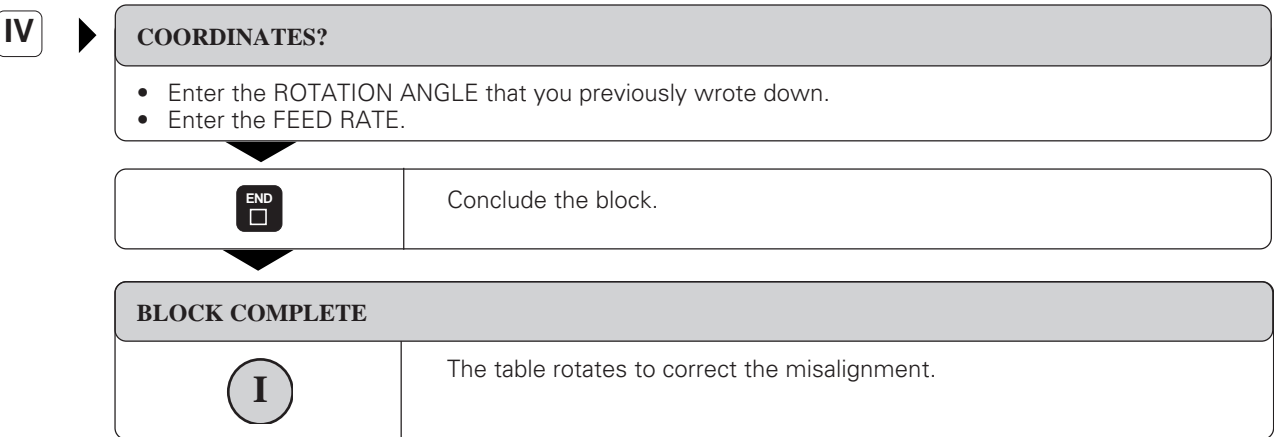 IV
COORDINATES?
• Enter the ROTATION ANGLE that you previously wrote down.
• Enter the FEED RATE.
END
Conclude the block.
BLOCK COMPLETE
I
The table rotates to correct the misalignment.